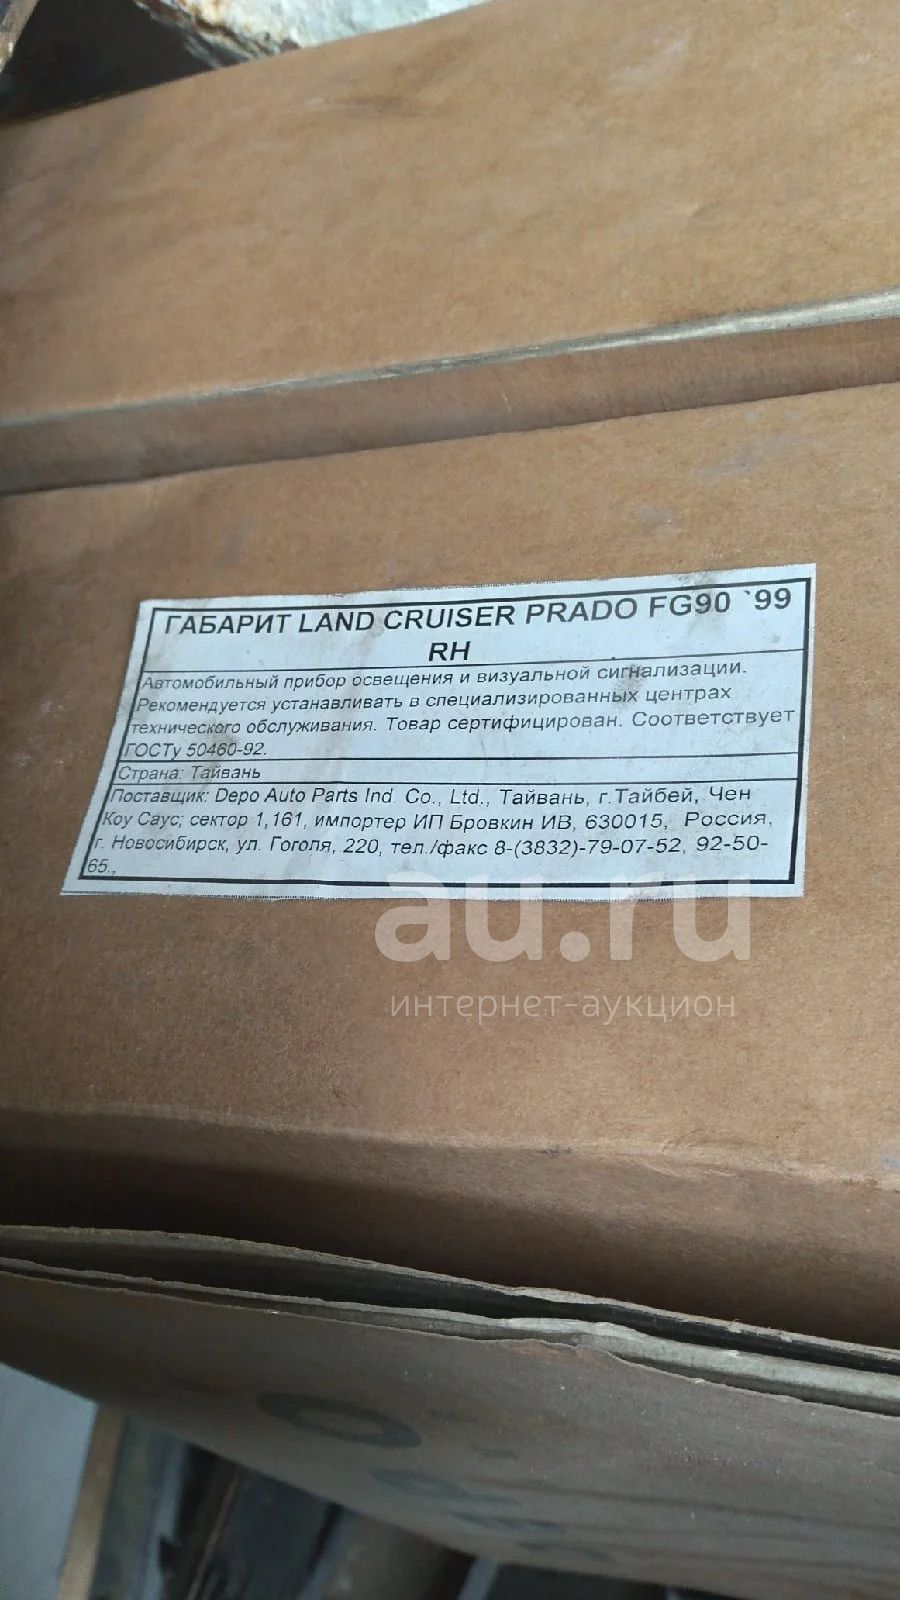 ГАБАРИТ LAND CRUISER PRADO FG90 `99
RH
Автомобильный прибор освещения и визуальной сигнализации.
Рекомендуется устанавливать в специализированных центрах
технического обслуживания. Товар сертифицирован. Соответствует
ГОСТу 50460-92.
Страна: Тайвань
Поставщик: Depo Auto Parts Ind. Co., Ltd., Тайвань, г.Тайбей, Чен
Коу Саус; сектор 1,161, импортер ИП Бровкин ИВ, 630015, Россия,
г. Новосибирск, ул. Гоголя, 220, тел./факс 8-(3832)-79-07-52, 92-50-
65.,
au.ru
интернет-аукцион